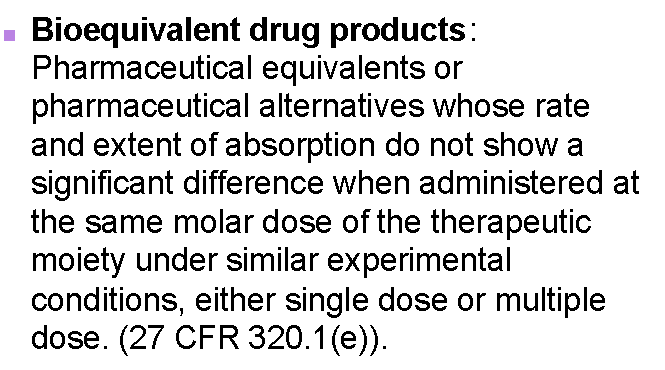 Bioequivalent drug products:
Pharmaceutical equivalents or
pharmaceutical alternatives whose rate
and extent of absorption do not show a
significant difference when administered at
the same molar dose of the therapeutic
moiety under similar experimental
conditions, either single dose or multiple
dose. (27 CFR 320.1(e)).